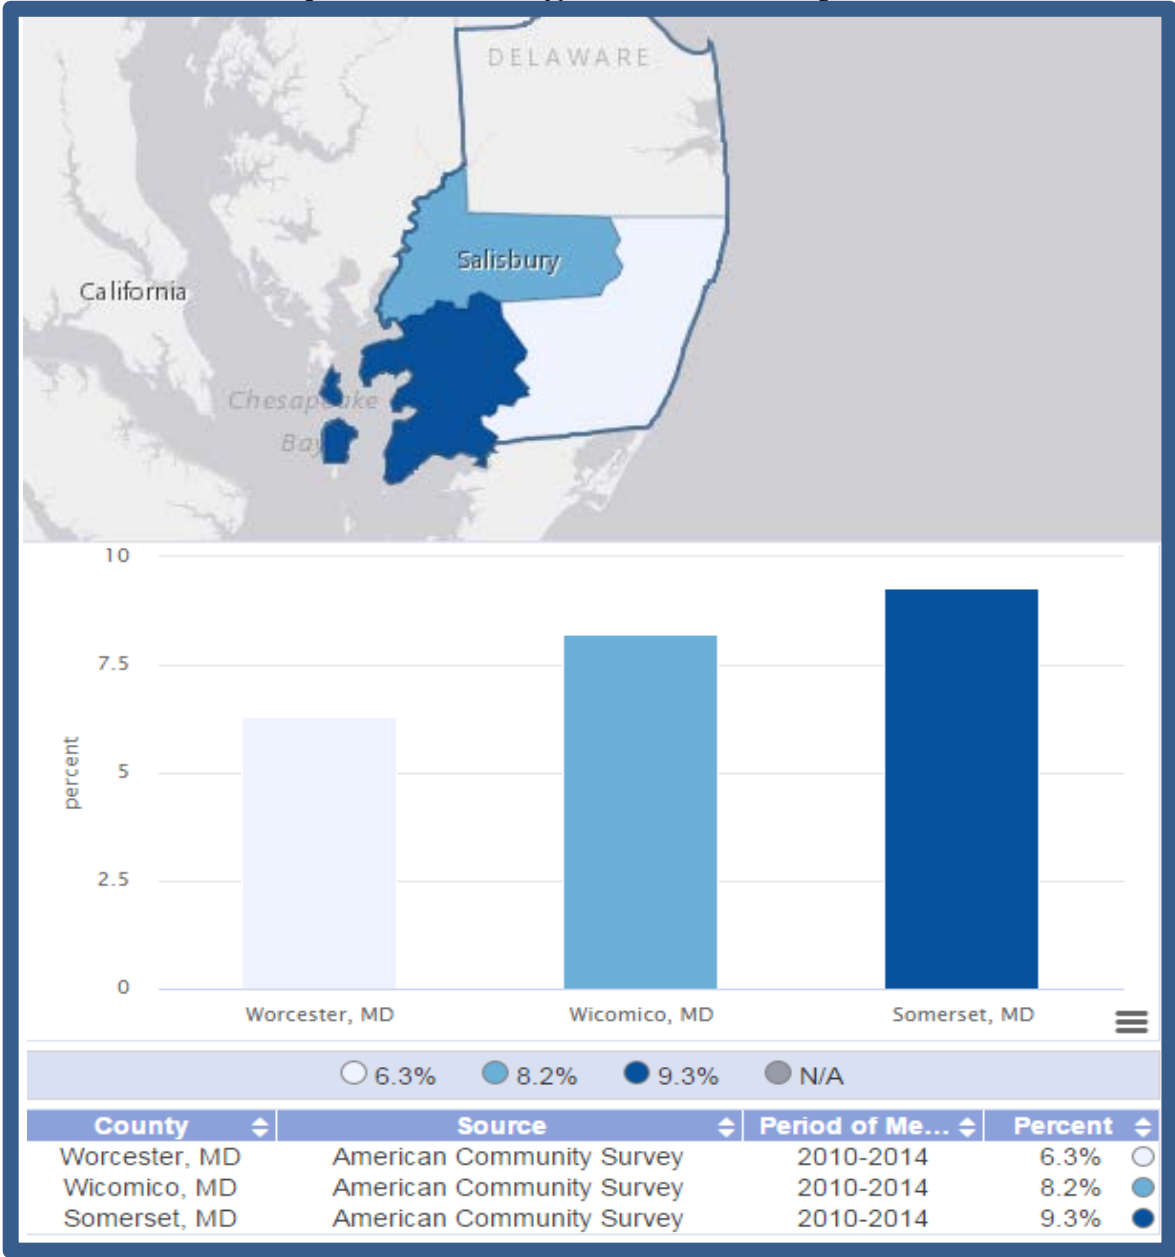 DELAWARE
Salisbury
California
Chesapeake
Bay
10
7.5
5
2.5
0
percent
Worcester, MD Wicomico, MD Somerset, MD
6.3% 8.2% 9.3% N/A
County Source Period of Me... Percent
Worcester, MD American Community Survey 2010-2014 6.3%
Wicomico, MD American Community Survey 2010-2014 8.2%
Somerset, MD American Community Survey 2010-2014 9.3%